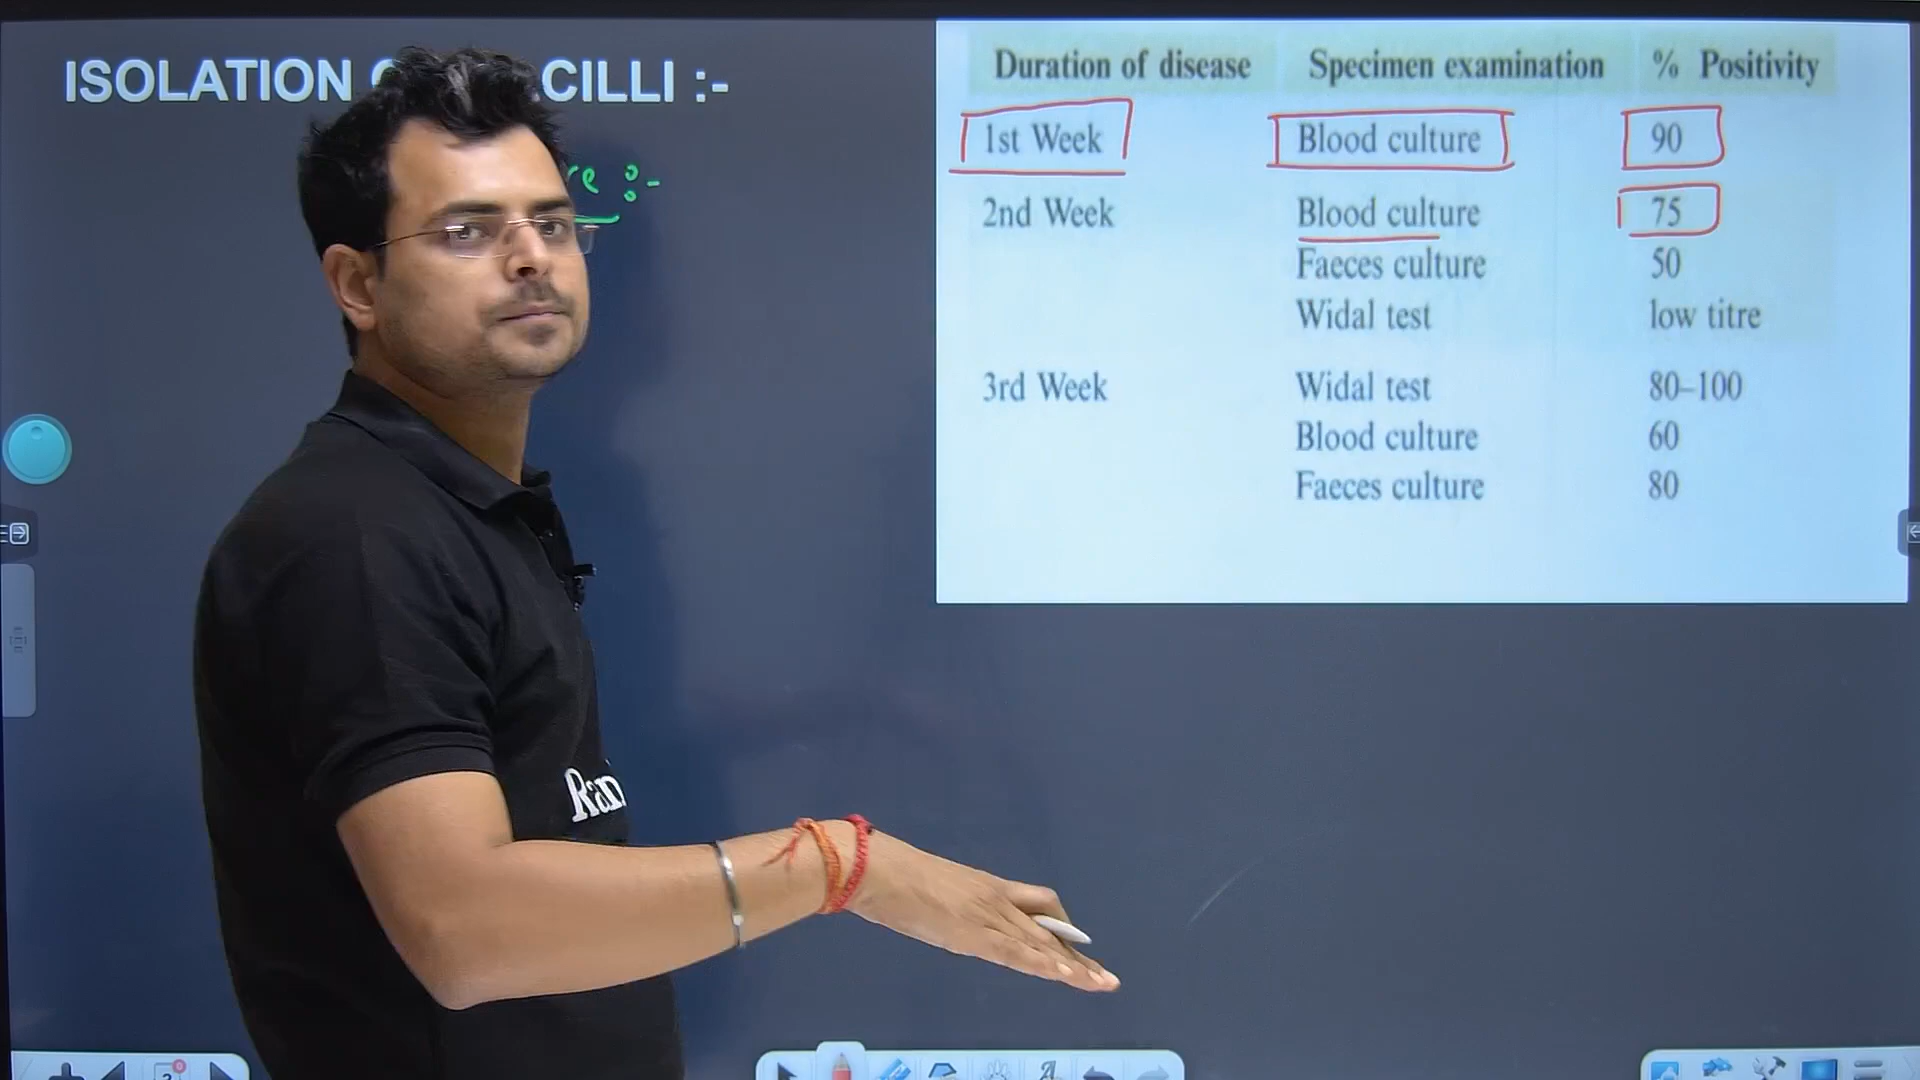 ISOLATION CILLI :-
:-
Duration of disease Specimen examination % Positivity
1st Week Blood culture 90
2nd Week Blood culture 75
Faeces culture 50
Widal test low titre
3rd Week Widal test 80–100
Blood culture 60
Faeces culture 80